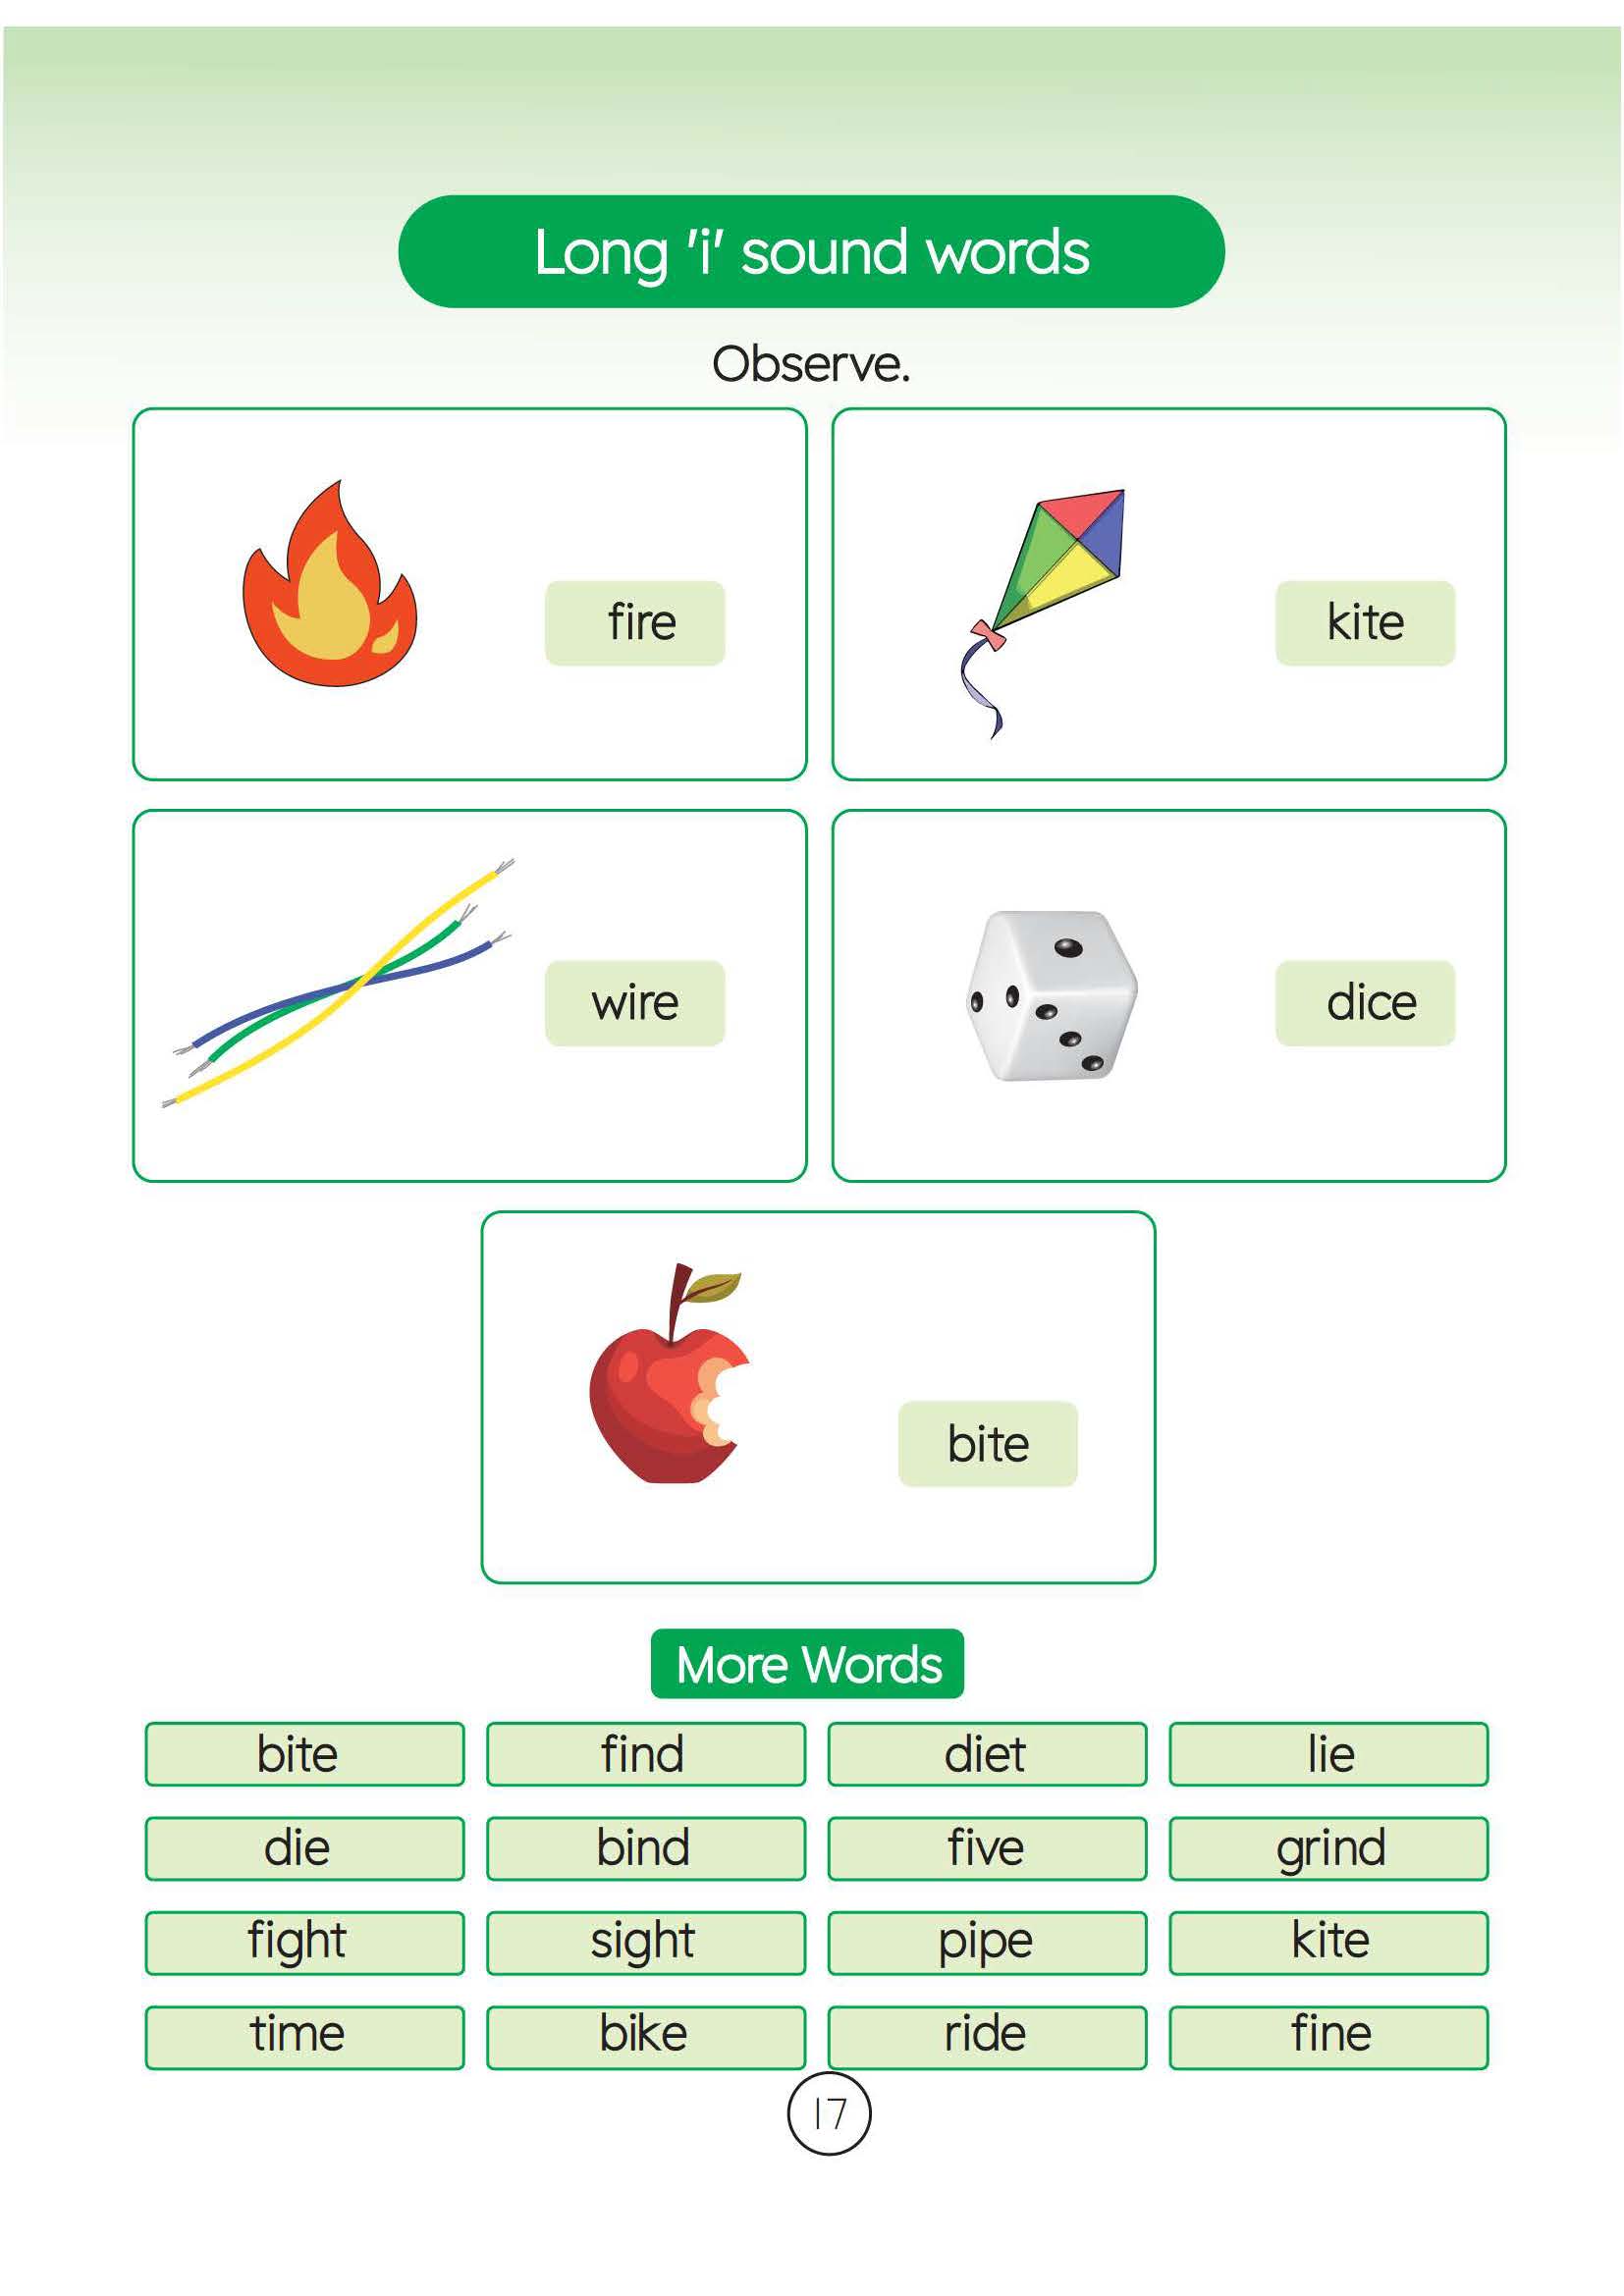 Long 'i' sound words
Observe.
fire
kite
wire
dice
bite
More Words
bite find diet lie
die bind five grind
fight sight pipe kite
time bike ride fine
17